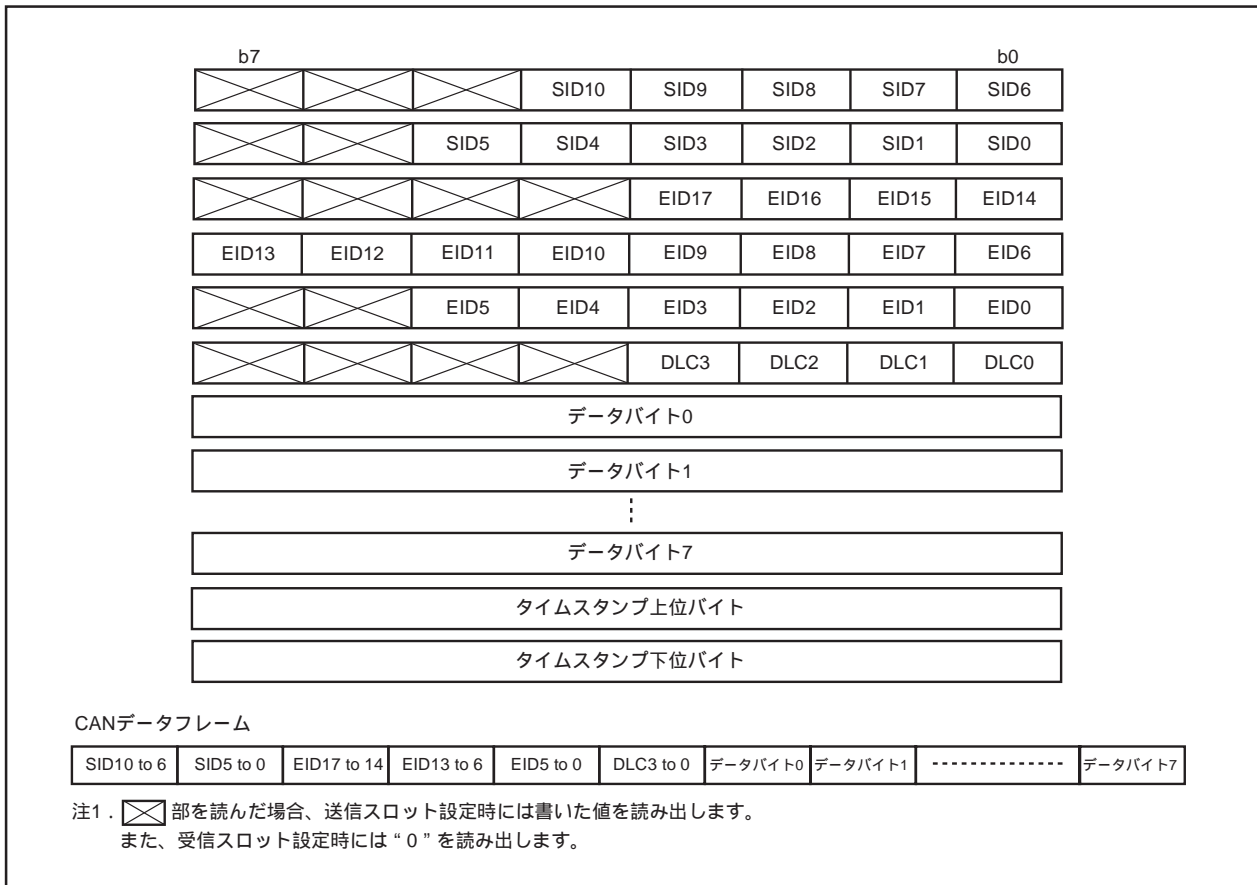 b7 b0
SID10 SID9 SID8 SID7 SID6
SID5 SID4 SID3 SID2 SID1 SID0
EID17 EID16 EID15 EID14
EID13 EID12 EID11 EID10 EID9 EID8 EID7 EID6
EID5 EID4 EID3 EID2 EID1 EID0
DLC3 DLC2 DLC1 DLC0
データバイト0
データバイト1
データバイト7
タイムスタンプ上位バイト
タイムスタンプ下位バイト
CANデータフレーム
SID10 to 6 SID5 to 0 EID17 to 14 EID13 to 6 EID5 to 0 DLC3 to 0 データバイト0 データバイト1 データバイト7
注1．部を読んだ場合、送信スロット設定時には書いた値を読み出します。
また、受信スロット設定時には“0”を読み出します。